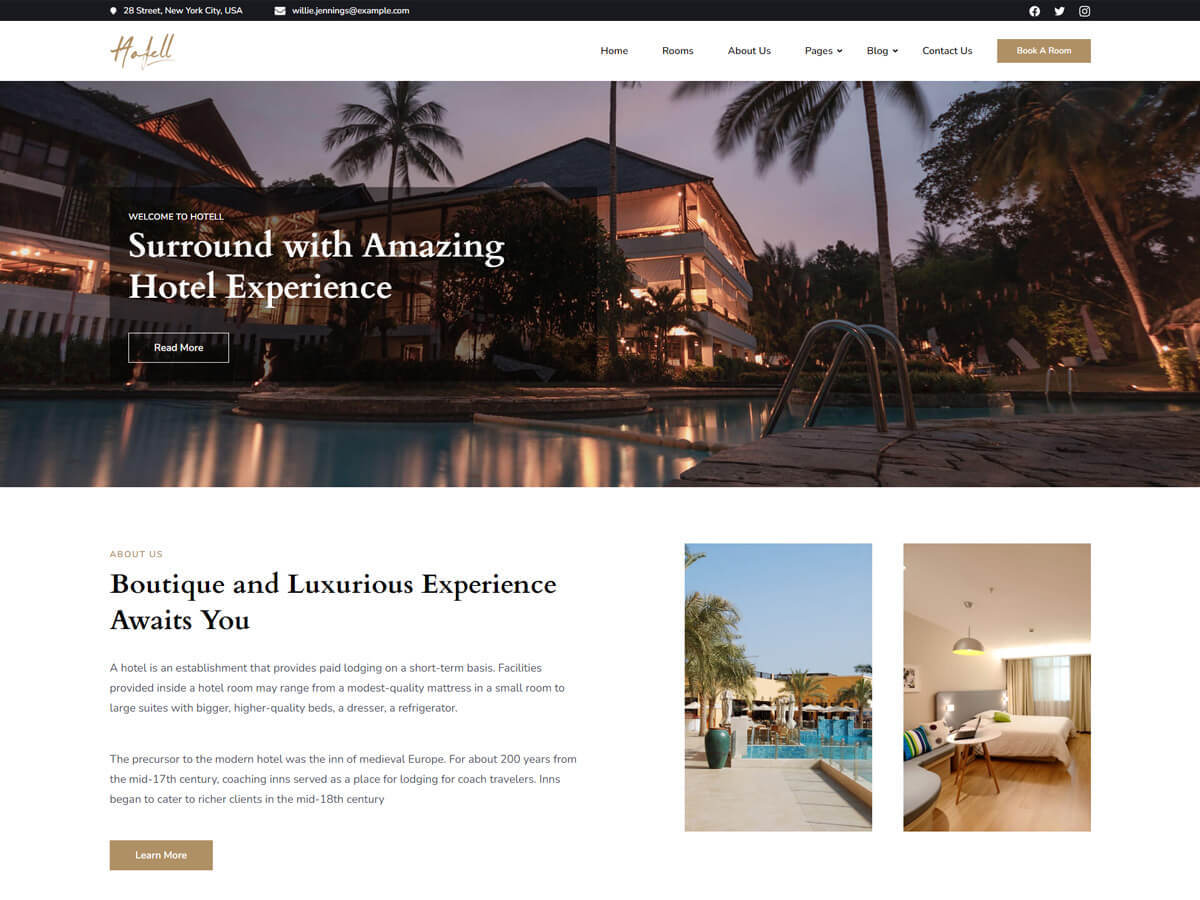 28 Street, New York City, USA
willie.jennings@example.com
Hotell
Home
Rooms
About Us
Pages
Blog
Contact Us
Book A Room
WELCOME TO HOTELL
Surround with Amazing
Hotel Experience
Read More
ABOUT US
Boutique and Luxurious Experience
Awaits You
A hotel is an establishment that provides paid lodging on a short-term basis. Facilities
provided inside a hotel room may range from a modest-quality mattress in a small room to
large suites with bigger, higher-quality beds, a dresser, a refrigerator.
The precursor to the modern hotel was the inn of medieval Europe. For about 200 years from
the mid-17th century, coaching inns served as a place for lodging for coach travelers. Inns
began to cater to richer clients in the mid-18th century
Learn More